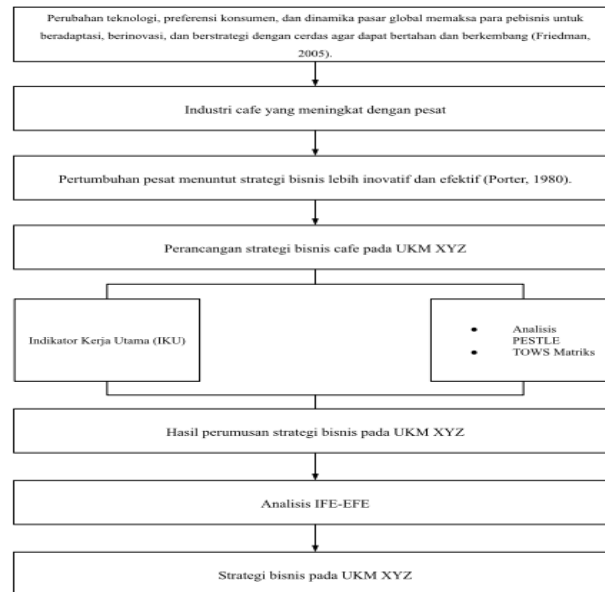 Perubahan teknologi, preferensi konsumen, dan dinamika pasar global memaksa para pebisnis untuk
beradaptasi, berinovasi, dan berstrategi dengan cerdas agar dapat bertahan dan berkembang (Friedman,
2005).
Industri cafe yang meningkat dengan pesat
Pertumbuhan pesat menuntut strategi bisnis lebih inovatif dan efektif (Porter, 1980).
Perancangan strategi bisnis cafe pada UKM XYZ
Indikator Kerja Utama (IKU)
• Analisis
PESTLE
• TOWS Matriks
Hasil perumusan strategi bisnis pada UKM XYZ
Analisis IFE-EFE
Strategi bisnis pada UKM XYZ